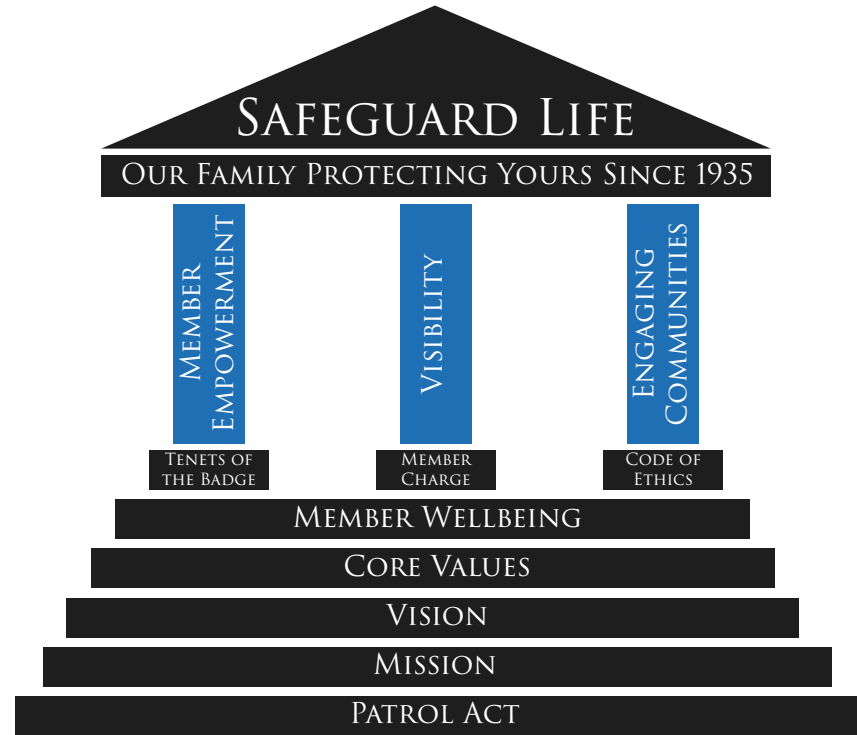 Safeguard Life
Our Family Protecting Yours Since 1935
Member
Empowerment
Visibility
Engaging
Communities
Tenets of
the Badge
Member
Charge
Code of
Ethics
Member Wellbeing
Core Values
Vision
Mission
Patrol Act